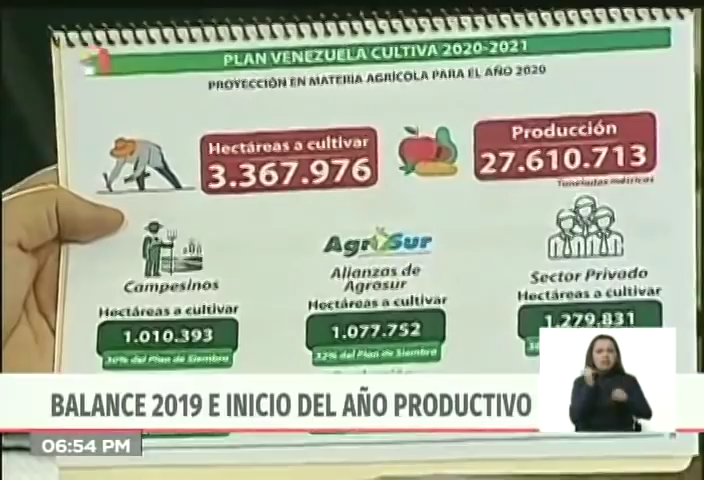 PLAN VENEZUELA CULTIVA 2020-2021
PROYECCIÓN EN MATERIA AGRÍCOLA PARA EL AÑO 2020
Hectáreas a cultivar
3.367.976
Producción
27.610.713
Toneladas métricas
Campesinos
Hectáreas a cultivar
1.010.393
30% del Plan de Siembra
AgroSur
Alianzas de
Agrosur
Hectáreas a cultivar
1.077.752
32% del Plan de Siembra
Sector Privado
Hectáreas a cultivar
1.279.831
BALANCE 2019 E INICIO DEL AÑO PRODUCTIVO
06:54 PM